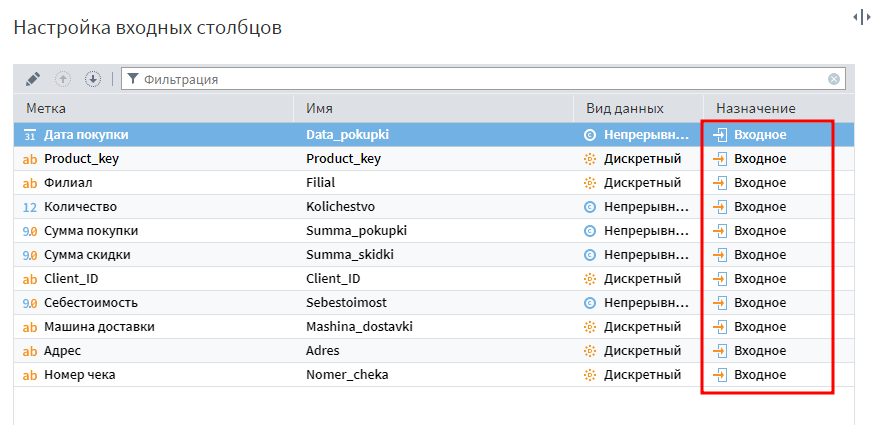 Настройка входных столбцов
Фильтрация
Метка Имя Вид данных Назначение
31 Дата покупки Data_pokupki Непрерывн... Входное
ab Product_key Product_key Дискретный Входное
ab Филиал Filial Дискретный Входное
12 Количество Kolichestvo Непрерывн... Входное
9.0 Сумма покупки Summa_pokupki Непрерывн... Входное
9.0 Сумма скидки Summa_skidki Непрерывн... Входное
ab Client_ID Client_ID Дискретный Входное
9.0 Себестоимость Sebestoimost Непрерывн... Входное
ab Машина доставки Mashina_dostavki Дискретный Входное
ab Адрес Adres Дискретный Входное
ab Номер чека Nomer_cheka Дискретный Входное